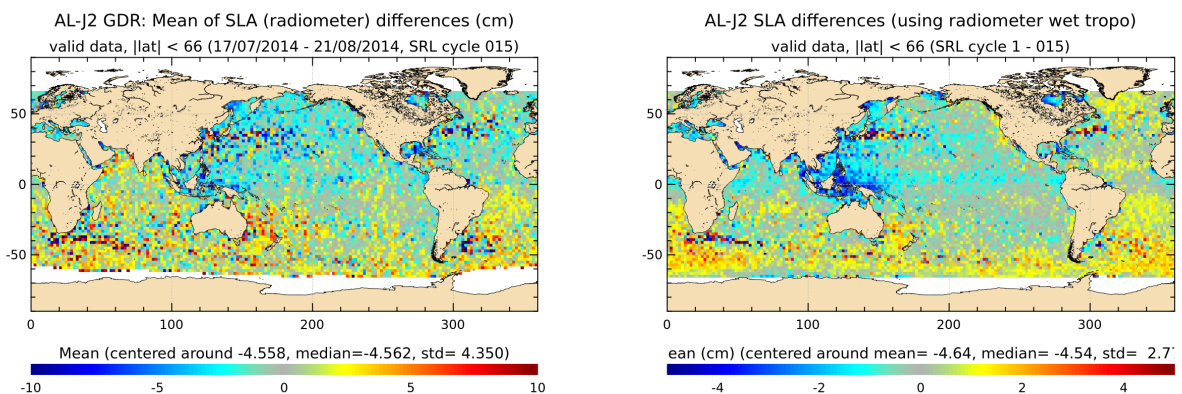 AL-J2 GDR: Mean of SLA (radiometer) differences (cm)
valid data, |lat| < 66 (17/07/2014 - 21/08/2014, SRL cycle 015)
50
0
-50
0 100 200 300
Mean (centered around -4.558, median=-4.562, std= 4.350)
-10 -5 0 5 10
AL-J2 SLA differences (using radiometer wet tropo)
valid data, |lat| < 66 (SRL cycle 1 - 015)
50
0
-50
0 100 200 300
ean (cm) (centered around mean= -4.64, median= -4.54, std= 2.7
-4 -2 0 2 4